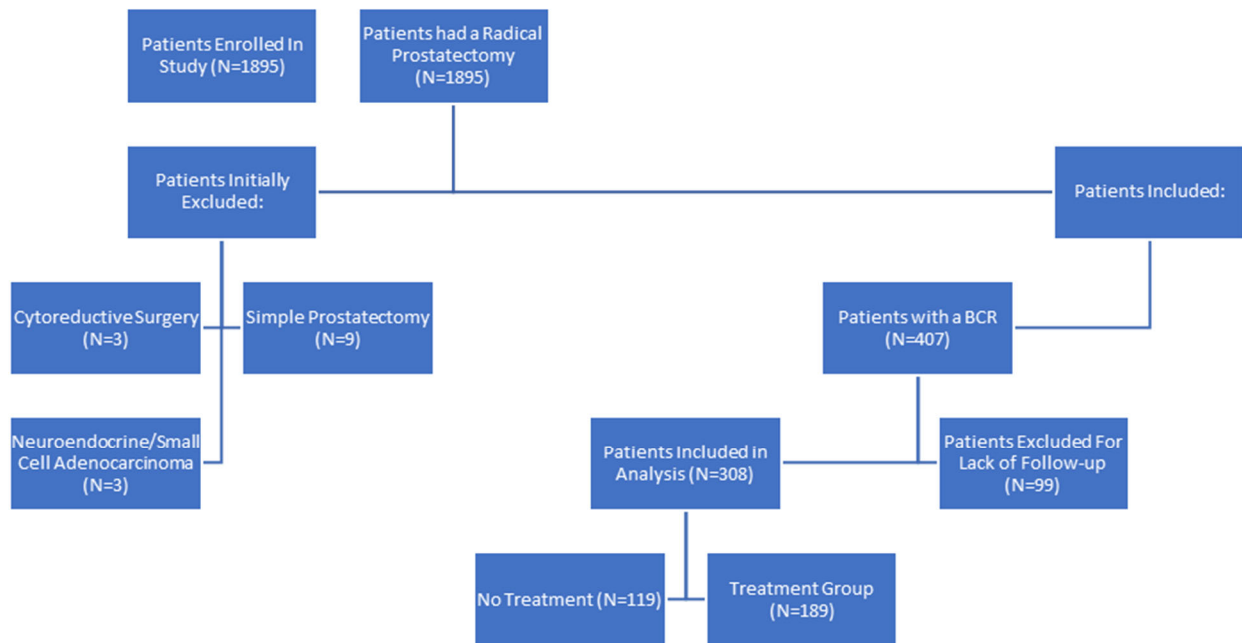 Patients Enrolled In
Study (N=1895)
Patients had a Radical
Prostatectomy
(N=1895)
Patients Initially
Excluded:
Patients Included:
Cytoreductive Surgery
(N=3)
Simple Prostatectomy
(N=9)
Patients with a BCR
(N=407)
Neuroendocrine/Small
Cell Adenocarcinoma
(N=3)
Patients Included in
Analysis (N=308)
Patients Excluded For
Lack of Follow-up
(N=99)
No Treatment (N=119)
Treatment Group
(N=189)